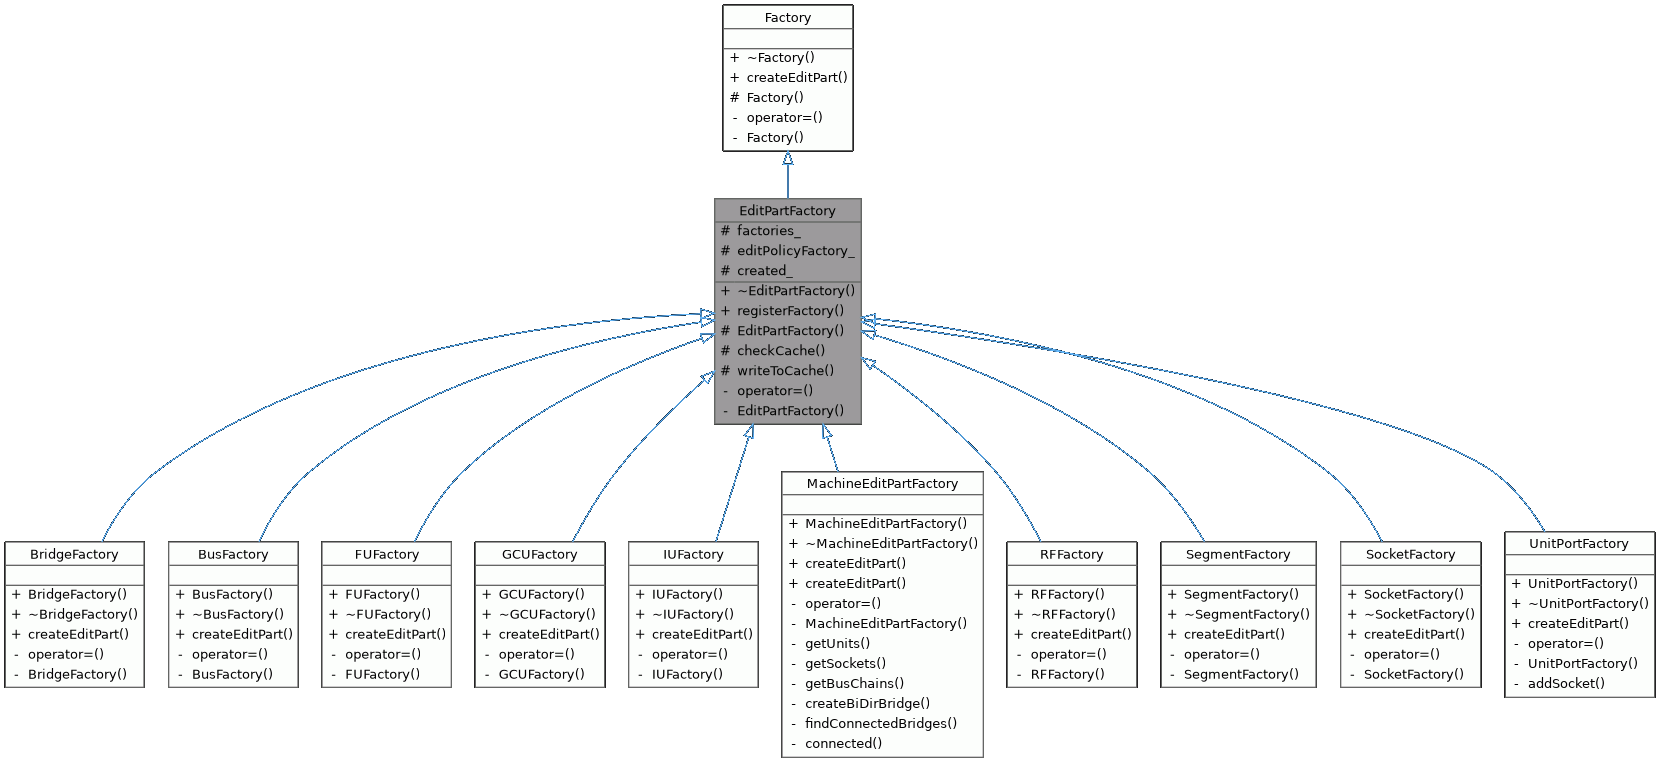 Factory
+ ~Factory()
+ createEditPart()
# Factory()
- operator=()
- Factory()
EditPartFactory
# factories_
# editPolicyFactory_
# created_
+ ~EditPartFactory()
+ registerFactory()
# EditPartFactory()
# checkCache()
# writeToCache()
- operator=()
- EditPartFactory()
BridgeFactory
+ BridgeFactory()
+ ~BridgeFactory()
+ createEditPart()
- operator=()
- BridgeFactory()
BusFactory
+ BusFactory()
+ ~BusFactory()
+ createEditPart()
- operator=()
- BusFactory()
FUFactory
+ FUFactory()
+ ~FUFactory()
+ createEditPart()
- operator=()
- FUFactory()
GCUFactory
+ GCUFactory()
+ ~GCUFactory()
+ createEditPart()
- operator=()
- GCUFactory()
IUFactory
+ IUFactory()
+ ~IUFactory()
+ createEditPart()
- operator=()
- IUFactory()
MachineEditPartFactory
+ MachineEditPartFactory()
+ ~MachineEditPartFactory()
+ createEditPart()
+ createEditPart()
- operator=()
- MachineEditPartFactory()
- getUnits()
- getSockets()
- getBusChains()
- createBiDirBridge()
- findConnectedBridges()
- connected()
RFFactory
+ RFFactory()
+ ~RFFactory()
+ createEditPart()
- operator=()
- RFFactory()
SegmentFactory
+ SegmentFactory()
+ ~SegmentFactory()
+ createEditPart()
- operator=()
- SegmentFactory()
SocketFactory
+ SocketFactory()
+ ~SocketFactory()
+ createEditPart()
- operator=()
- SocketFactory()
UnitPortFactory
+ UnitPortFactory()
+ ~UnitPortFactory()
+ createEditPart()
- operator=()
- UnitPortFactory()
- addSocket()